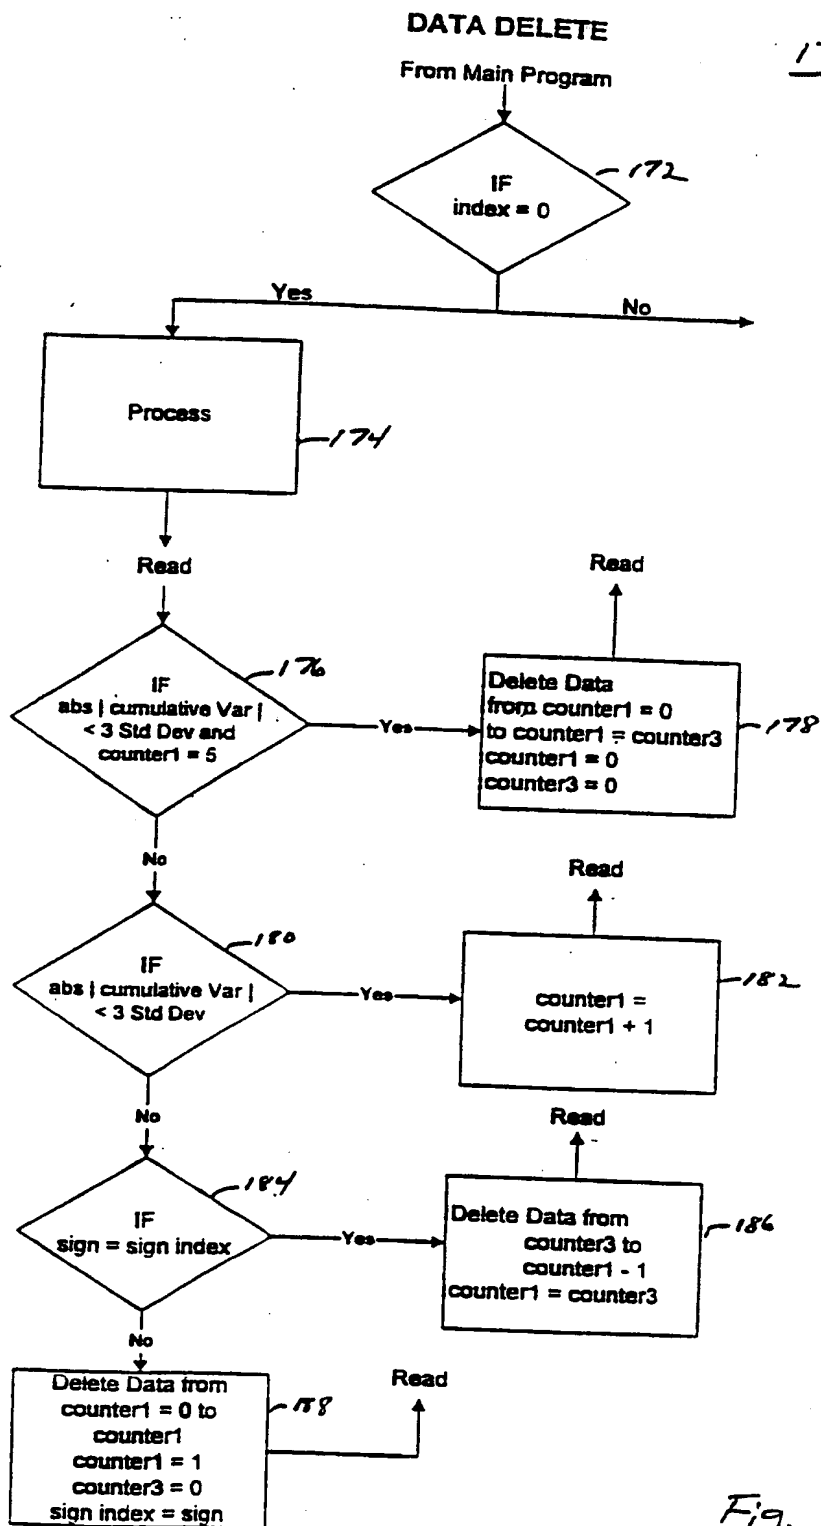 DATA DELETE
From Main Program
IF
index = 0
172
Yes
No
Process
174
Read
IF
abs | cumulative Var |
< 3 Std Dev and
counter1 = 5
176
Yes
Read
Delete Data
from counter1 = 0
to counter1 = counter3
counter1 = 0
counter3 = 0
178
No
IF
abs | cumulative Var |
< 3 Std Dev
180
Yes
Read
counter1 =
counter1 + 1
182
No
IF
sign = sign index
184
Yes
Read
Delete Data from
counter3 to
counter1 - 1
counter1 = counter3
186
No
Delete Data from
counter1 = 0 to
counter1
counter1 = 1
counter3 = 0
sign index = sign
188
Read
Fig.